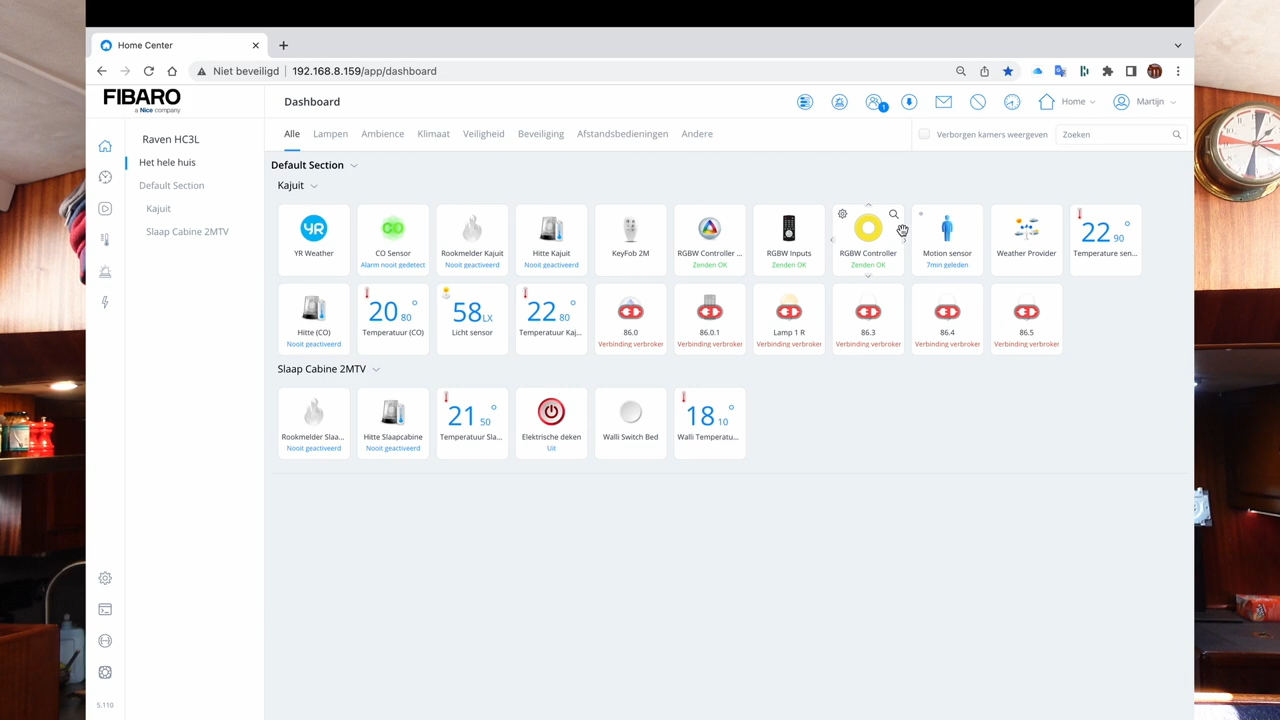 Home Center
Niet beveiligd
192.168.8.159/app/dashboard
FIBARO
a Nice company
Dashboard
1
Home
Martijn
Raven HC3L
Het hele huis
Default Section
Kajuit
Slaap Cabine 2MTV
5.110
Alle Lampen Ambience Klimaat Veiligheid Beveiliging Afstandsbedieningen Andere
Verborgen kamers weergeven
Zoeken
Default Section
Kajuit
YR
YR Weather
CO
CO Sensor
Alarm nooit gedetect
Rookmelder Kajuit
Nooit geactiveerd
Hitte Kajuit
Nooit geactiveerd
KeyFob 2M
RGBW Controller ...
Zenden OK
RGBW Inputs
Zenden OK
RGBW Controller
Zenden OK
Motion sensor
7min geleden
Weather Provider
22 90 °
Temperature sen...
Hitte (CO)
Nooit geactiveerd
20 80 °
Temperatuur (CO)
58 LX
Licht sensor
22 80 °
Temperatuur Kaj...
86.0
Verbinding verbroker
86.0.1
Verbinding verbroker
Lamp 1 R
Verbinding verbroker
86.3
Verbinding verbroker
86.4
Verbinding verbroker
86.5
Verbinding verbroker
Slaap Cabine 2MTV
Rookmelder Slaa...
Nooit geactiveerd
Hitte Slaapcabine
Nooit geactiveerd
21 50 °
Temperatuur Sla...
Elektrische deken
Uit
Walli Switch Bed
18 10 °
Walli Temperatu...